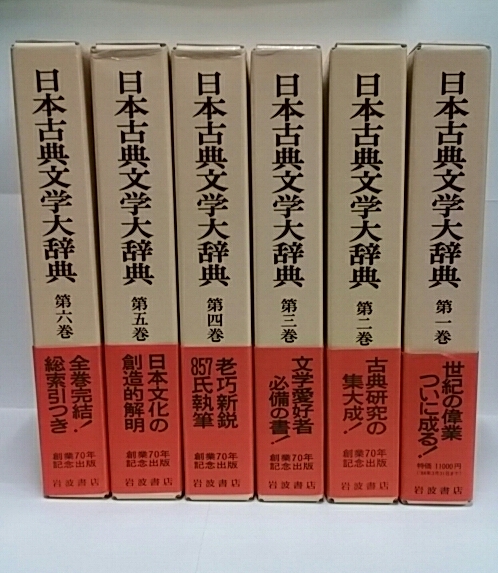 日本古典文学大辞典
第一巻
世紀の偉業
ついに成る!
特価 11000円
岩波書店
日本古典文学大辞典
第二巻
古典研究の
集大成!
創業70年
記念出版
岩波書店
日本古典文学大辞典
第三巻
文学愛好者
必備の書!
創業70年
記念出版
岩波書店
日本古典文学大辞典
第四巻
老巧新鋭
857氏執筆
創業70年
記念出版
岩波書店
日本古典文学大辞典
第五巻
日本文化の
創造的解明
創業70年
記念出版
岩波書店
日本古典文学大辞典
第六巻
全巻完結!
総索引つき
創業70年
記念出版
岩波書店